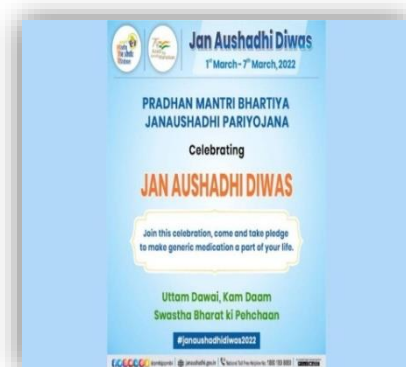 Jan Aushadhi Diwas
1st March - 7th March, 2022
PRADHAN MANTRI BHARTIYA
JANAUSHADHI PARIYOJANA
Celebrating
JAN AUSHADHI DIWAS
Join this celebration, come and take pledge
to make generic medication a part of your life.
Uttam Dawai, Kam Daam
Swastha Bharat ki Pehchaan
#janaushadhidiwas2022